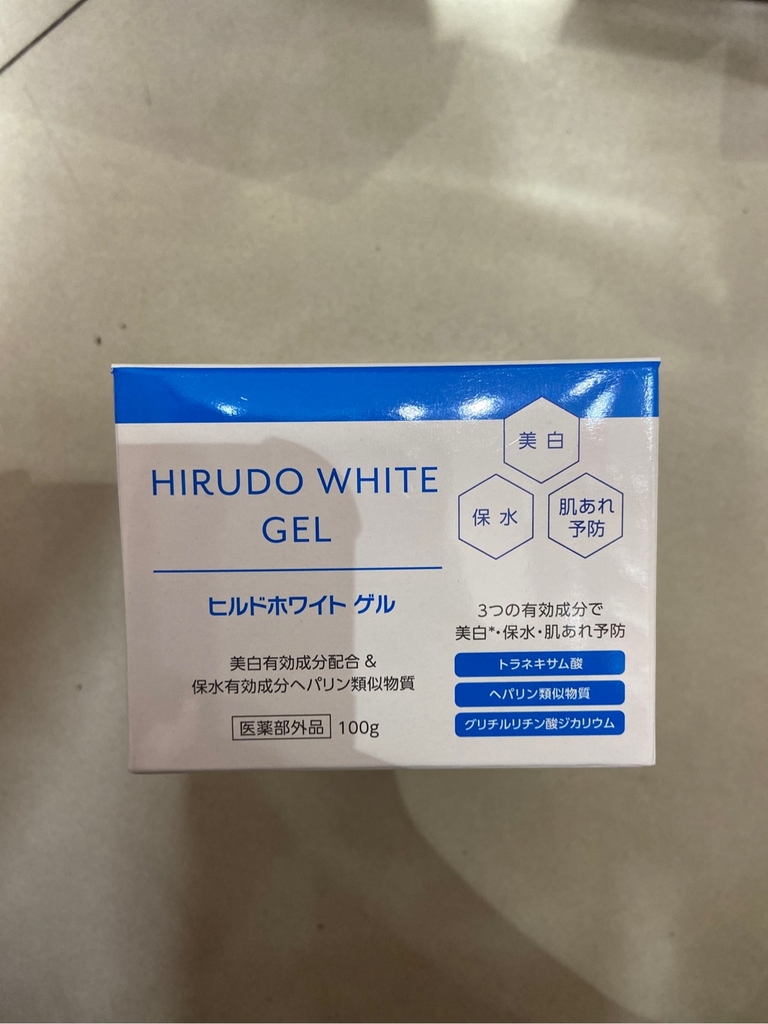 HIRUDO WHITE
GEL
ヒルドホワイト ゲル
美白有効成分配合 &
保水有効成分ヘパリン類似物質
医薬部外品 100g
美白
保水
肌あれ
予防
3つの有効成分で
美白*・保水・肌あれ予防
トラネキサム酸
ヘパリン類似物質
グリチルリチン酸ジカリウム